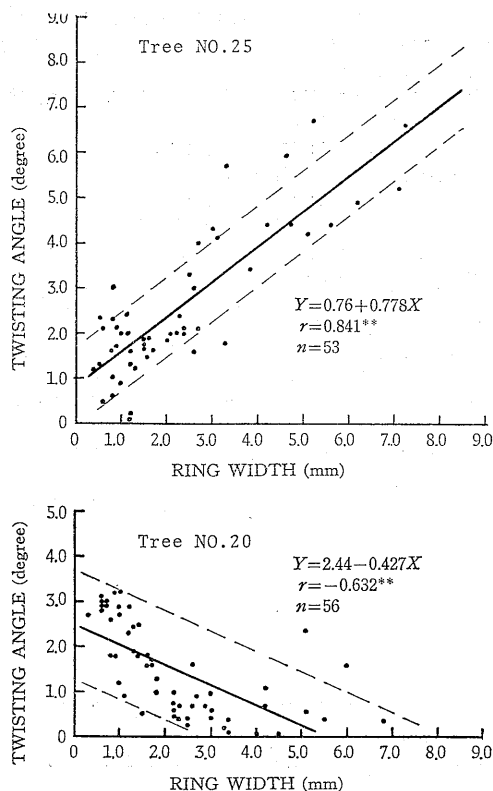 9.0
Tree NO.25
8.0
7.0
6.0
5.0
4.0
3.0
2.0
1.0
0
TWISTING ANGLE (degree)
Y=0.76+0.778X
r=0.841**
n=53
0 1.0 2.0 3.0 4.0 5.0 6.0 7.0 8.0 9.0
RING WIDTH (mm)
5.0
Tree NO.20
4.0
3.0
2.0
1.0
0
TWISTING ANGLE (degree)
Y=2.44−0.427X
r=−0.632**
n=56
0 1.0 2.0 3.0 4.0 5.0 6.0 7.0 8.0 9.0
RING WIDTH (mm)